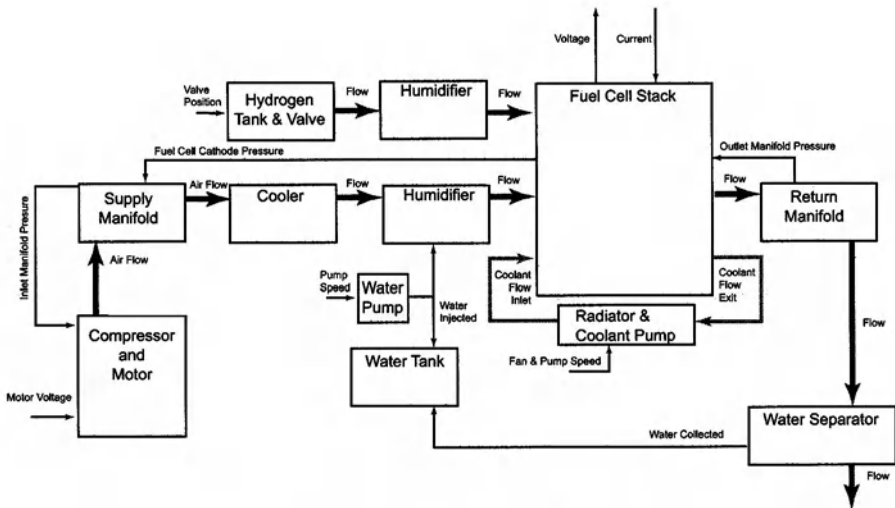 Voltage
Current
Valve
Position
Hydrogen
Tank & Valve
Flow
Humidifier
Flow
Fuel Cell Stack
Fuel Cell Cathode Pressure
Outlet Manifold Pressure
Inlet Manifold Presure
Supply
Manifold
Air Flow
Cooler
Flow
Humidifier
Flow
Flow
Return
Manifold
Air Flow
Pump
Speed
Water
Pump
Water
Injected
Coolant
Flow
Inlet
Coolant
Flow
Exit
Radiator &
Coolant Pump
Flow
Compressor
and
Motor
Water Tank
Fan & Pump Speed
Motor Voltage
Water Collected
Water Separator
Flow